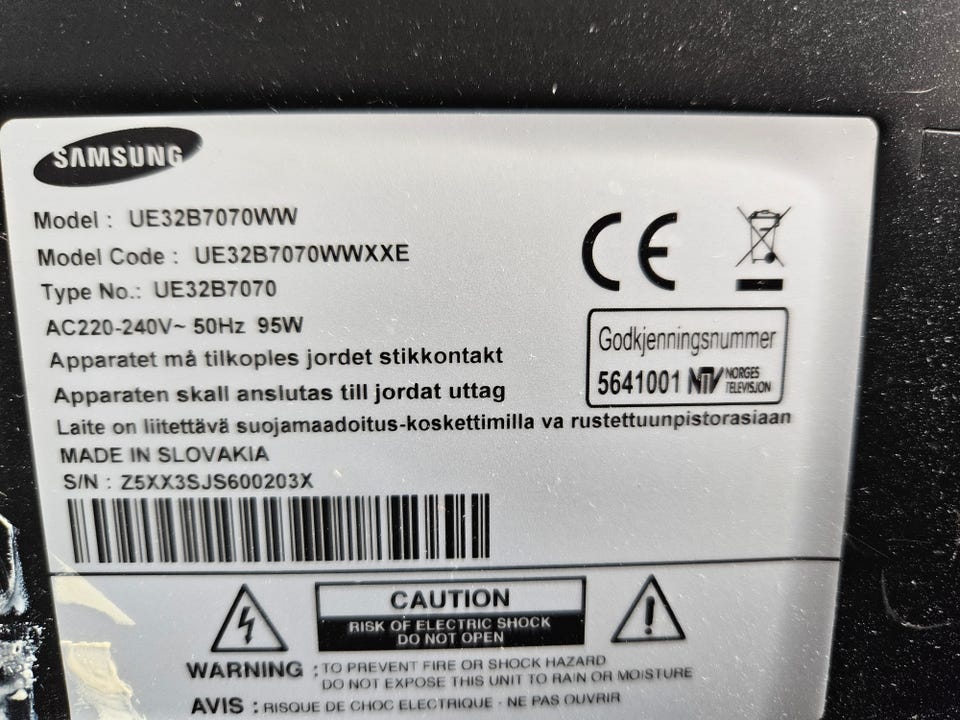 SAMSUNG
Model : UE32B7070WW
Model Code : UE32B7070WWXXE
Type No.: UE32B7070
AC220-240V~ 50Hz 95W
CE
Godkjenningsnummer
5641001 NTV NORGES TELEVISJON
Apparatet må tilkoples jordet stikkontakt
Apparaten skall anslutas till jordat uttag
Laite on liitettävä suojamaadoitus-koskettimilla va rustettuunpistorasiaan
MADE IN SLOVAKIA
S/N : Z5XX3SJS600203X
CAUTION
RISK OF ELECTRIC SHOCK
DO NOT OPEN
WARNING : TO PREVENT FIRE OR SHOCK HAZARD
DO NOT EXPOSE THIS UNIT TO RAIN OR MOISTURE
AVIS : RISQUE DE CHOC ELECTRIQUE - NE PAS OUVRIR